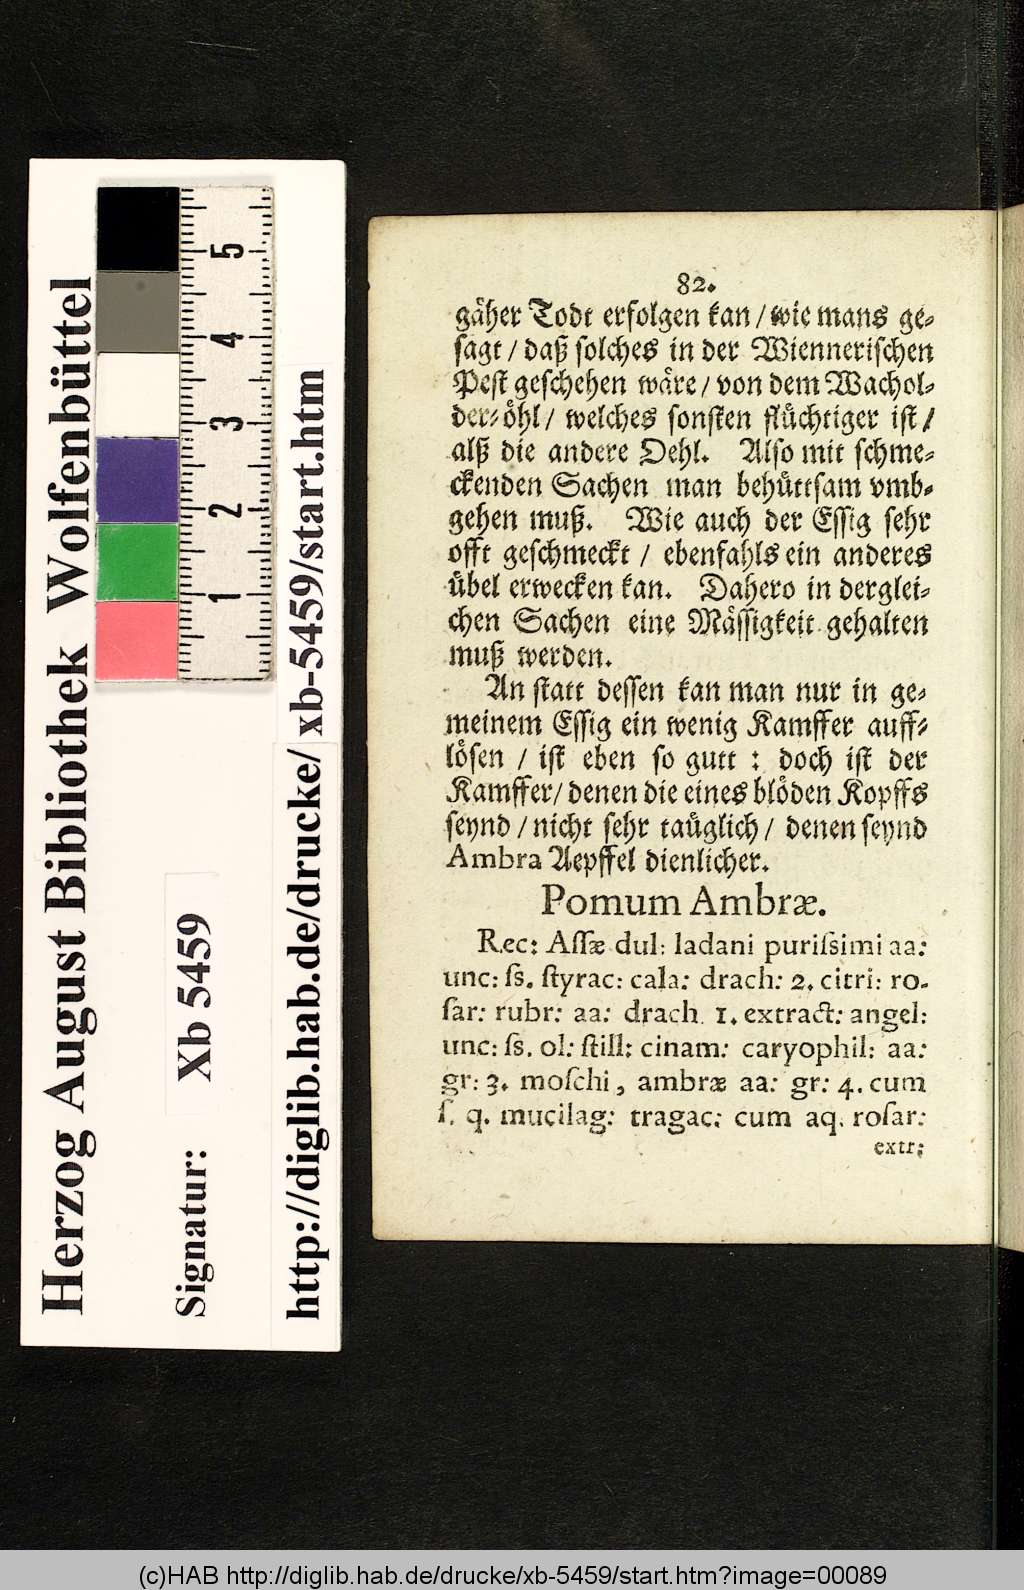 82.
gäher Todt erfolgen kan / wie mans ge⸗
sagt / daß solches in der Wiennerischen
Pest geschehen wäre / von dem Wachol⸗
der⸗öhl / welches sonsten flüchtiger ist /
alß die andere Oehl. Also mit schme⸗
ckenden Sachen man behüttsam vmb⸗
gehen muß. Wie auch der Essig sehr
offt geschmeckt / ebenfahls ein anderes
übel erwecken kan. Dahero in derglei⸗
chen Sachen eine Mässigkeit gehalten
muß werden.
An statt dessen kan man nur in ge⸗
meinem Essig ein wenig Kamffer auff⸗
lösen / ist eben so gutt : doch ist der
Kamffer / denen die eines blöden Kopffs
seynd / nicht sehr taüglich / denen seynd
Ambra Aepffel dienlicher.
Pomum Ambræ.
Rec: Aſſæ dul: ladani puriſsimi aa:
unc: ſs. ſtyrac: cala: drach: 2. citri: ro-
ſar: rubr: aa: drach. 1. extract: angel:
unc: ſs. ol: ſtill: cinam: caryophil: aa:
gr: 3. moſchi, ambræ aa: gr: 4. cum
ſ. q. mucilag: tragac: cum aq. roſar:
extr:
Herzog August Bibliothek Wolfenbüttel
Signatur: Xb 5459
http://diglib.hab.de/drucke/xb-5459/start.htm
1 2 3 4 5
(c)HAB http://diglib.hab.de/drucke/xb-5459/start.htm?image=00089